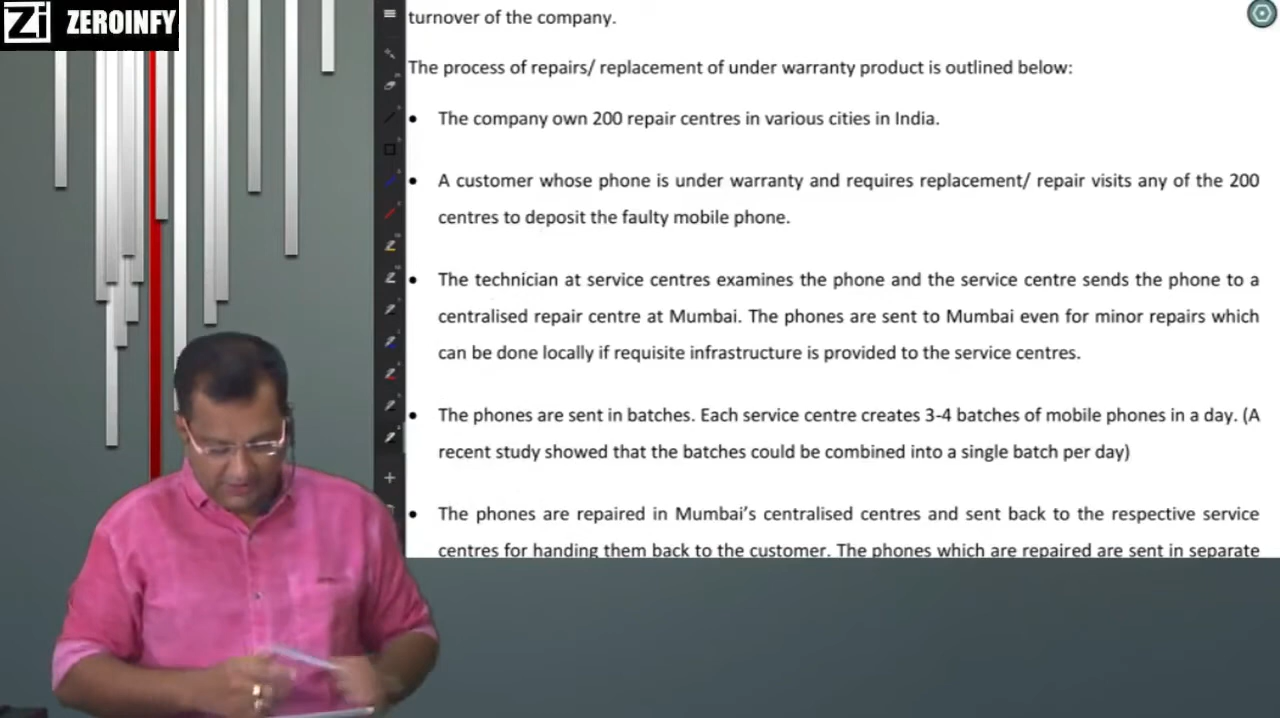 Zi ZEROINFY
turnover of the company.
The process of repairs/ replacement of under warranty product is outlined below:
• The company own 200 repair centres in various cities in India.
• A customer whose phone is under warranty and requires replacement/ repair visits any of the 200
centres to deposit the faulty mobile phone.
• The technician at service centres examines the phone and the service centre sends the phone to a
centralised repair centre at Mumbai. The phones are sent to Mumbai even for minor repairs which
can be done locally if requisite infrastructure is provided to the service centres.
• The phones are sent in batches. Each service centre creates 3-4 batches of mobile phones in a day. (A
recent study showed that the batches could be combined into a single batch per day)
• The phones are repaired in Mumbai's centralised centres and sent back to the respective service
centres for handing them back to the customer. The phones which are repaired are sent in separate